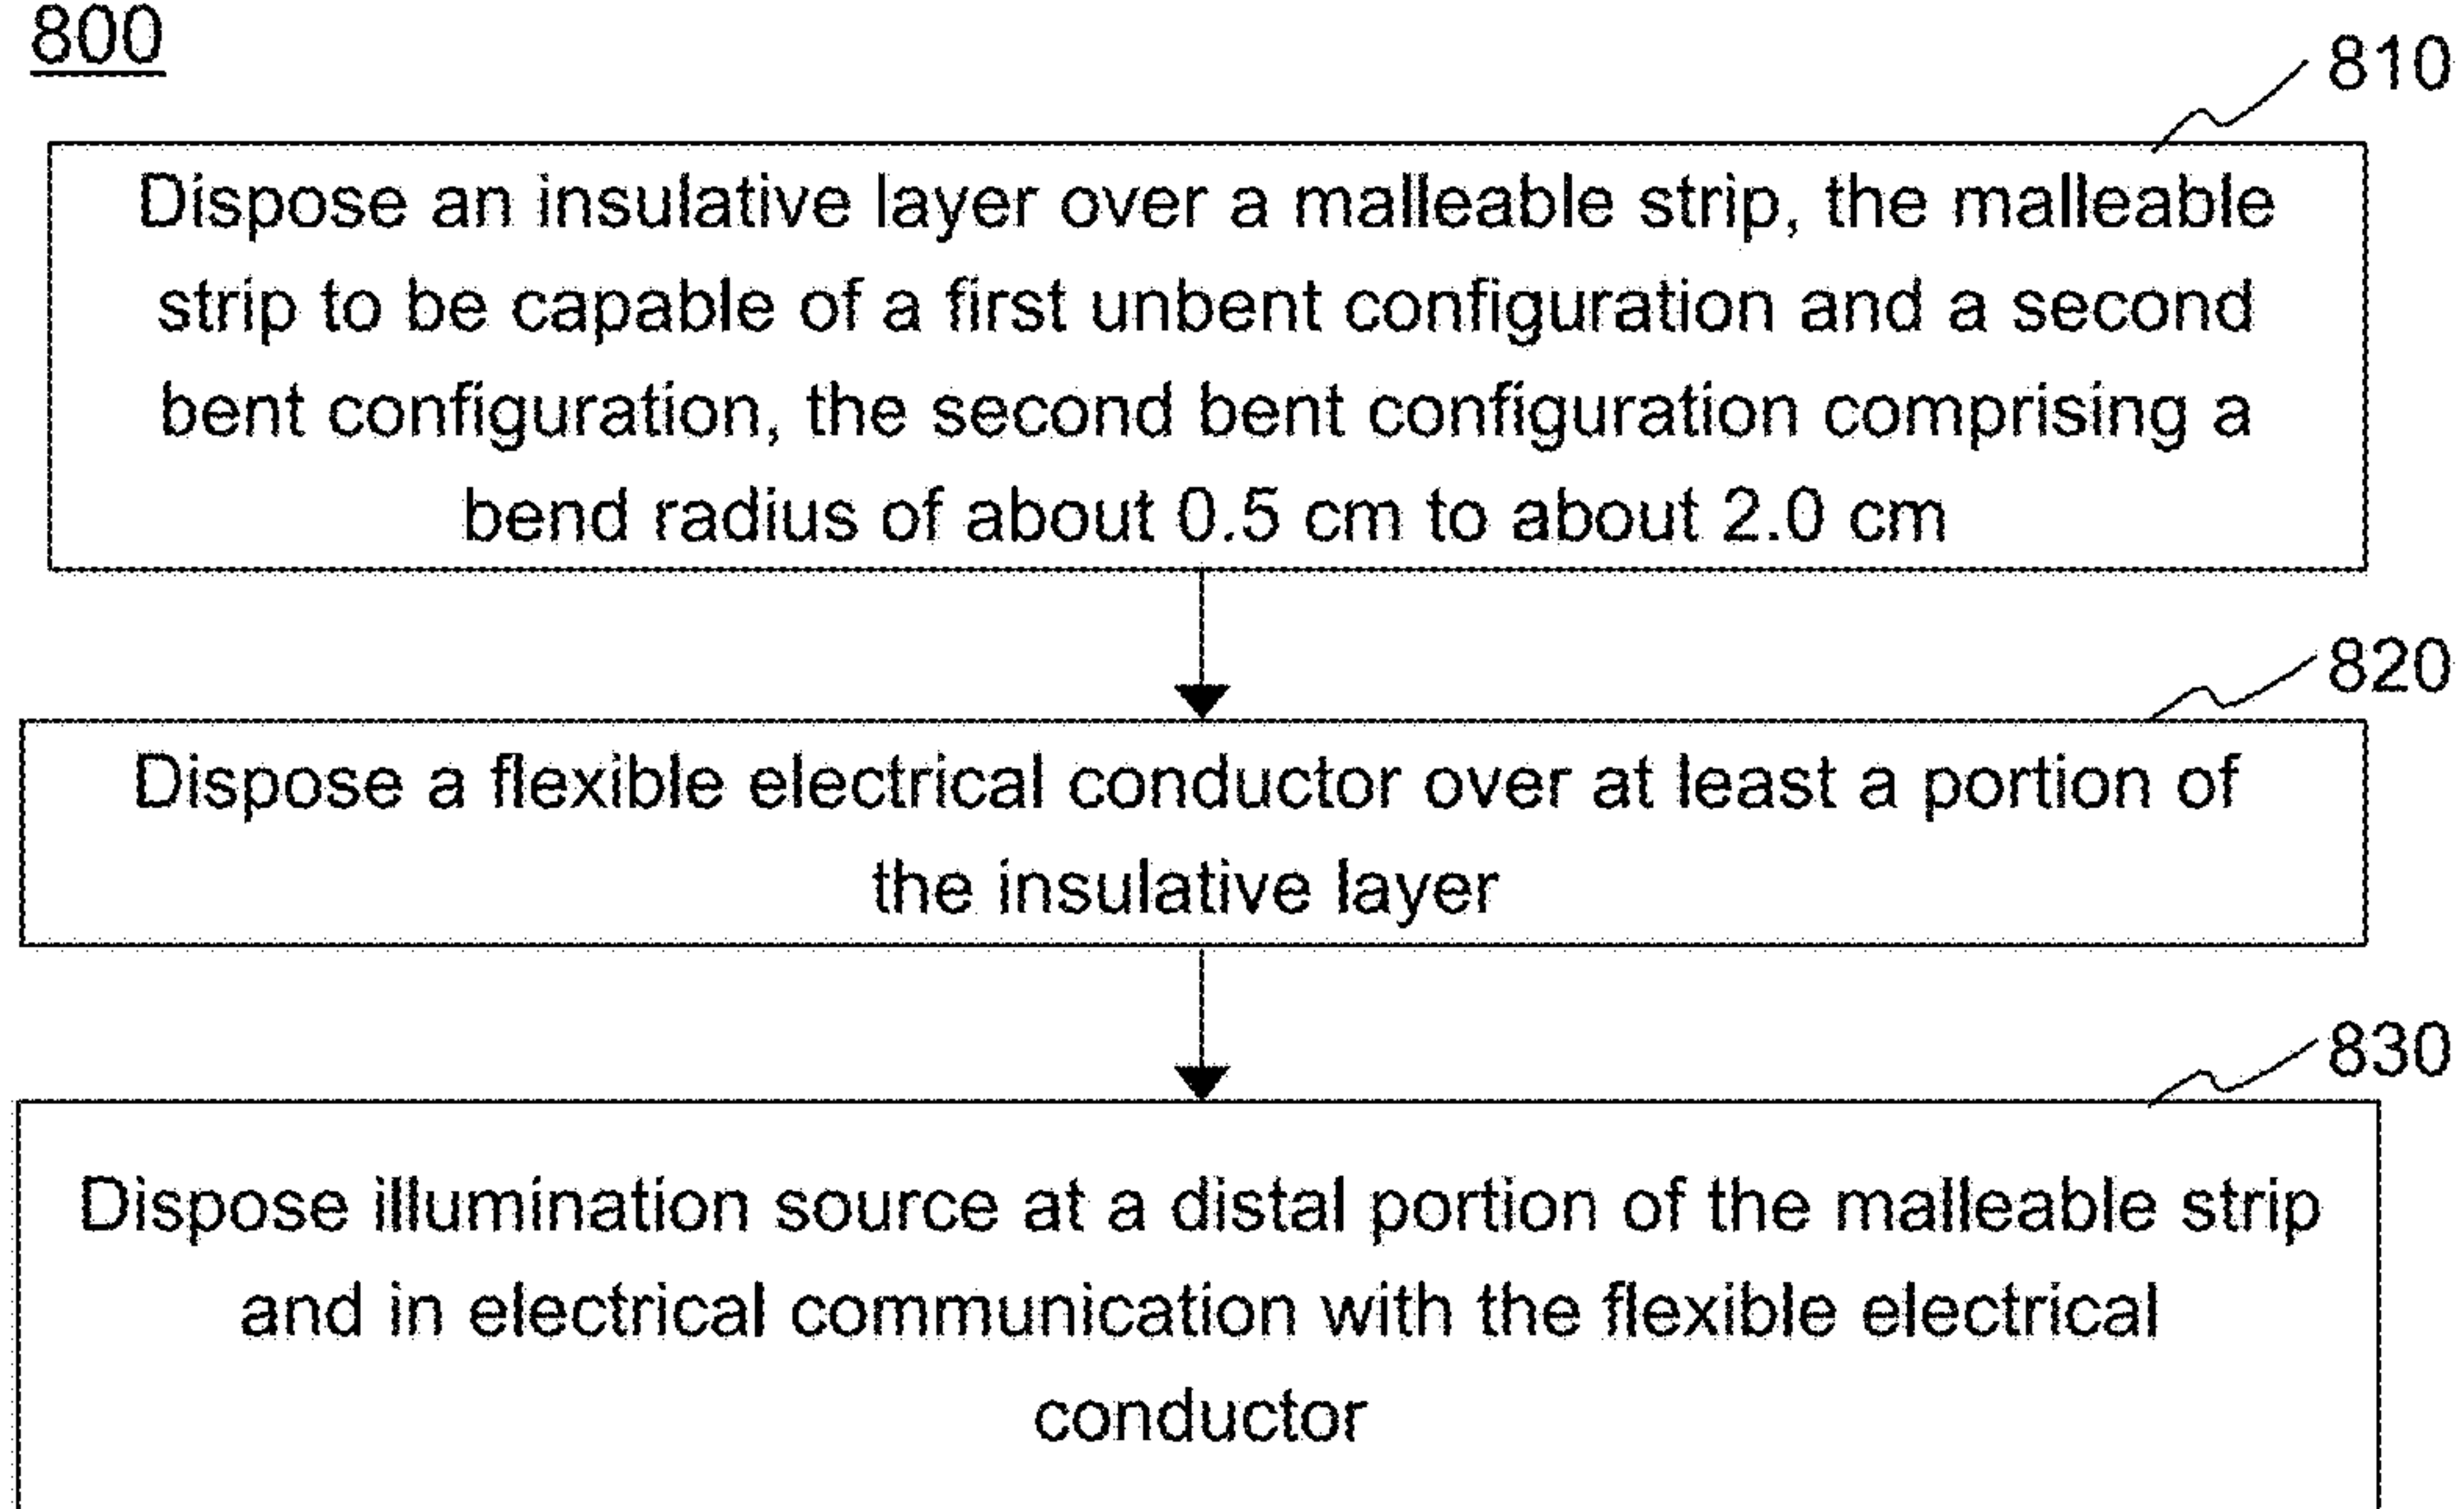 800
810
Dispose an insulative layer over a malleable strip, the malleable
strip to be capable of a first unbent configuration and a second
bent configuration, the second bent configuration comprising a
bend radius of about 0.5 cm to about 2.0 cm
820
Dispose a flexible electrical conductor over at least a portion of
the insulative layer
830
Dispose illumination source at a distal portion of the malleable strip
and in electrical communication with the flexible electrical
conductor